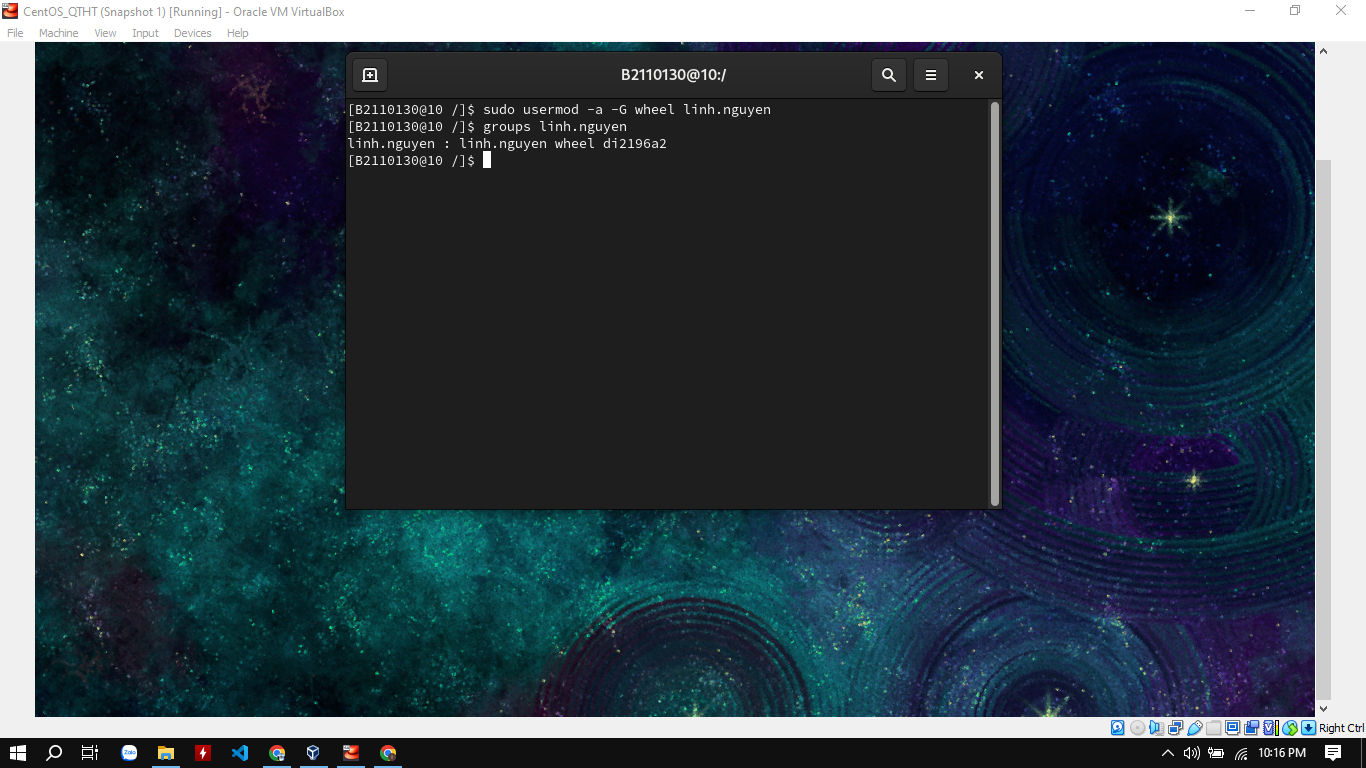 CentOS_QTHT (Snapshot 1) [Running] - Oracle VM VirtualBox
File Machine View Input Devices Help
B2110130@10:/
[B2110130@10 /]$ sudo usermod -a -G wheel linh.nguyen
[B2110130@10 /]$ groups linh.nguyen
linh.nguyen : linh.nguyen wheel di2196a2
[B2110130@10 /]$
Right Ctrl
Zalo
10:16 PM